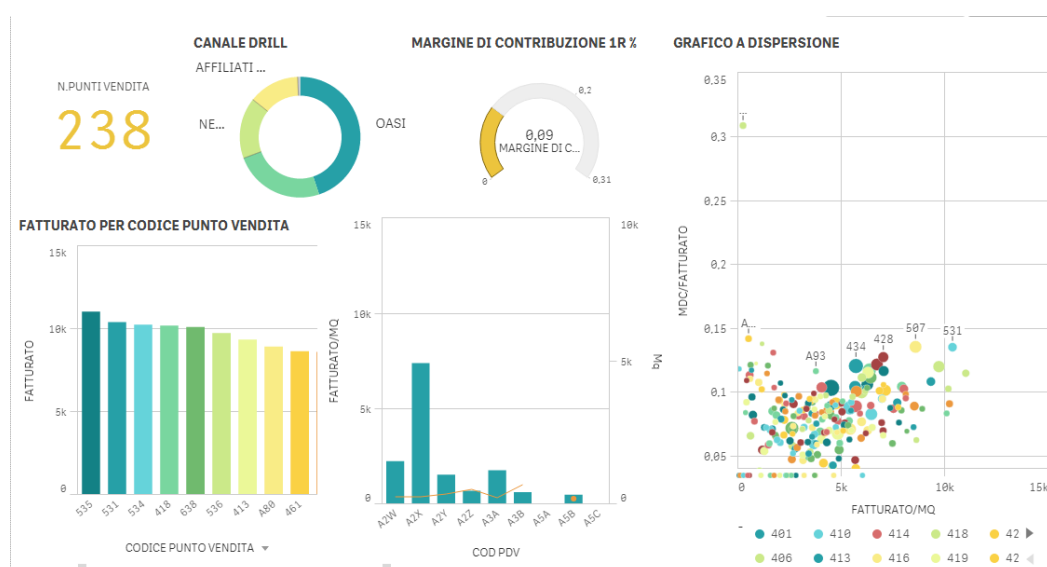 CANALE DRILL
MARGINE DI CONTRIBUZIONE 1R %
GRAFICO A DISPERSIONE
N.PUNTI VENDITA
238
AFFILIATI ...
NE...
OASI
0,2
0,09
MARGINE DI C...
0
0,31
FATTURATO PER CODICE PUNTO VENDITA
15k
10k
5k
0
FATTURATO
535 531 534 418 638 536 413 A80 461
CODICE PUNTO VENDITA
15k
10k
5k
0
FATTURATO/MQ
10k
5k
0
Mq
A2W A2X A2Y A2Z A3A A3B A5A A5B A5C
COD PDV
0,35
0,3
0,25
0,2
0,15
0,1
0,05
MDC/FATTURATO
...
A...
A93
434
428
507
531
0 5k 10k 15k
FATTURATO/MQ
-
401 410 414 418 42
406 413 416 419 42